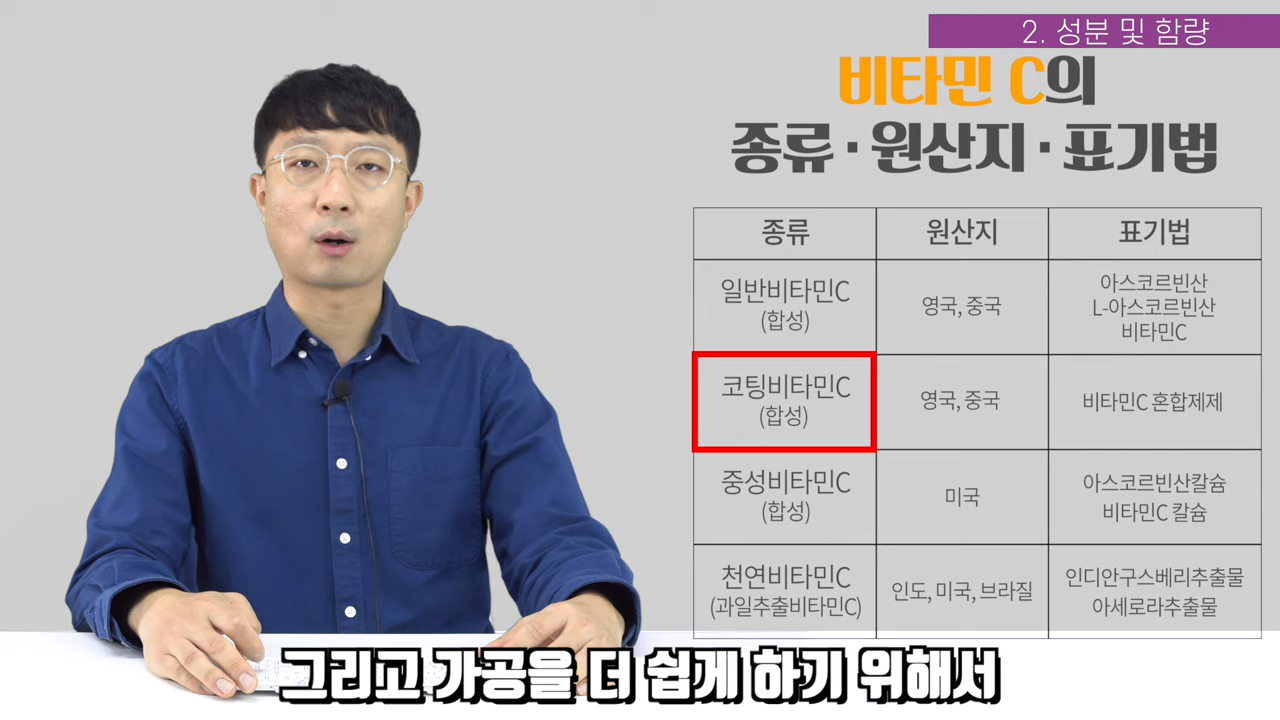 2. 성분 및 함량
비타민 C의
종류·원산지·표기법
종류 원산지 표기법
일반비타민C
(합성)
영국, 중국
아스코르빈산
L-아스코르빈산
비타민C
코팅비타민C
(합성)
영국, 중국
비타민C 혼합제제
중성비타민C
(합성)
미국
아스코르빈산칼슘
비타민C 칼슘
천연비타민C
(과일추출비타민C)
인도, 미국, 브라질
인디안구스베리추출물
아세로라추출물
그리고 가공을 더 쉽게 하기 위해서